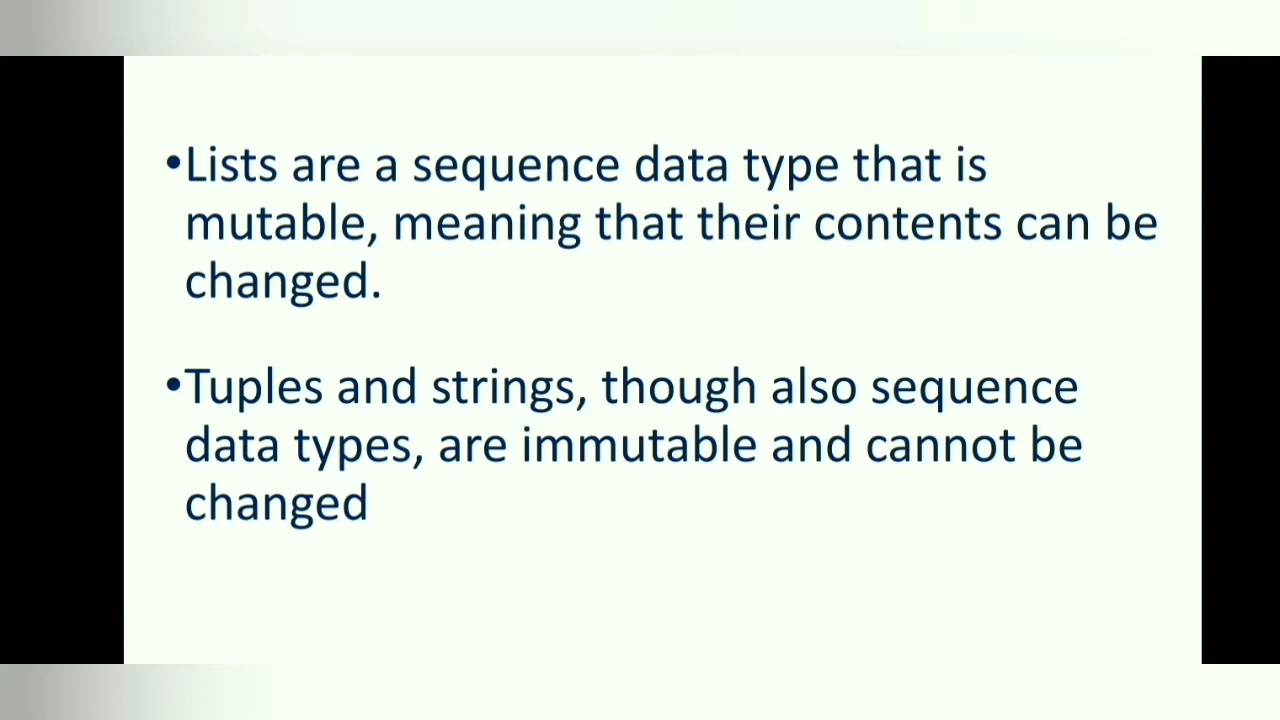 •Lists are a sequence data type that is
mutable, meaning that their contents can be
changed.
•Tuples and strings, though also sequence
data types, are immutable and cannot be
changed